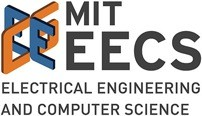 MIT
EECS
ELECTRICAL ENGINEERING
AND COMPUTER SCIENCE